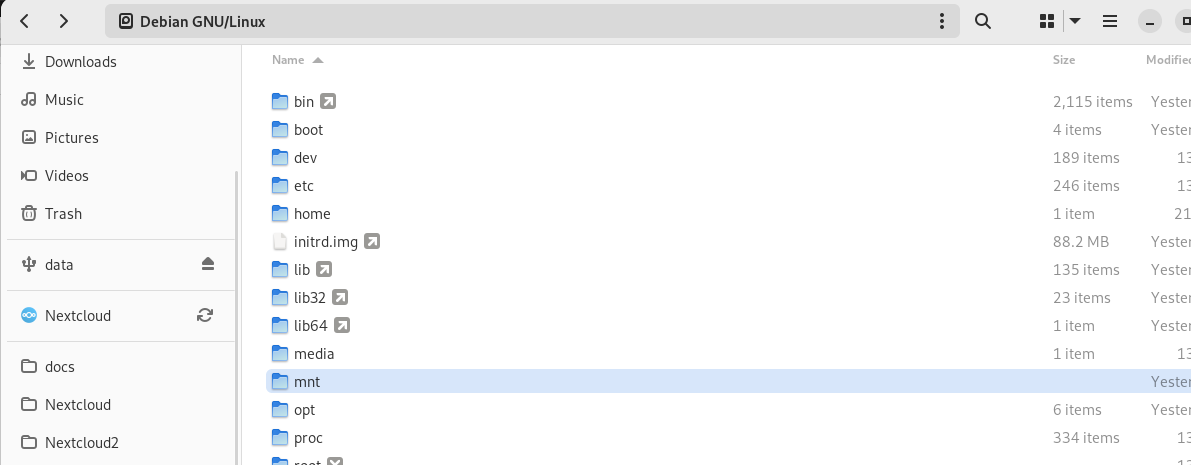 Debian GNU/Linux
Name Size Modified
Downloads
Music
Pictures
Videos
Trash
data
Nextcloud
docs
Nextcloud
Nextcloud2
bin 2,115 items Yester
boot 4 items Yester
dev 189 items 13
etc 246 items 13
home 1 item 21
initrd.img 88.2 MB Yester
lib 135 items Yester
lib32 23 items Yester
lib64 1 item Yester
media 1 item 13
mnt Yester
opt 6 items Yester
proc 334 items 13
root 13